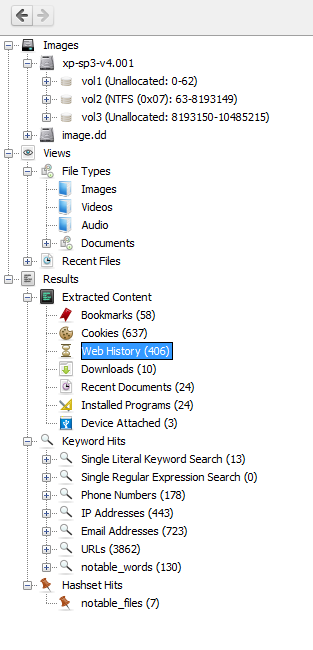 Images
xp-sp3-v4.001
vol1 (Unallocated: 0-62)
vol2 (NTFS (0x07): 63-8193149)
vol3 (Unallocated: 8193150-10485215)
image.dd
Views
File Types
Images
Videos
Audio
Documents
Recent Files
Results
Extracted Content
Bookmarks (58)
Cookies (637)
Web History (406)
Downloads (10)
Recent Documents (24)
Installed Programs (24)
Device Attached (3)
Keyword Hits
Single Literal Keyword Search (13)
Single Regular Expression Search (0)
Phone Numbers (178)
IP Addresses (443)
Email Addresses (723)
URLs (3862)
notable_words (130)
Hashset Hits
notable_files (7)